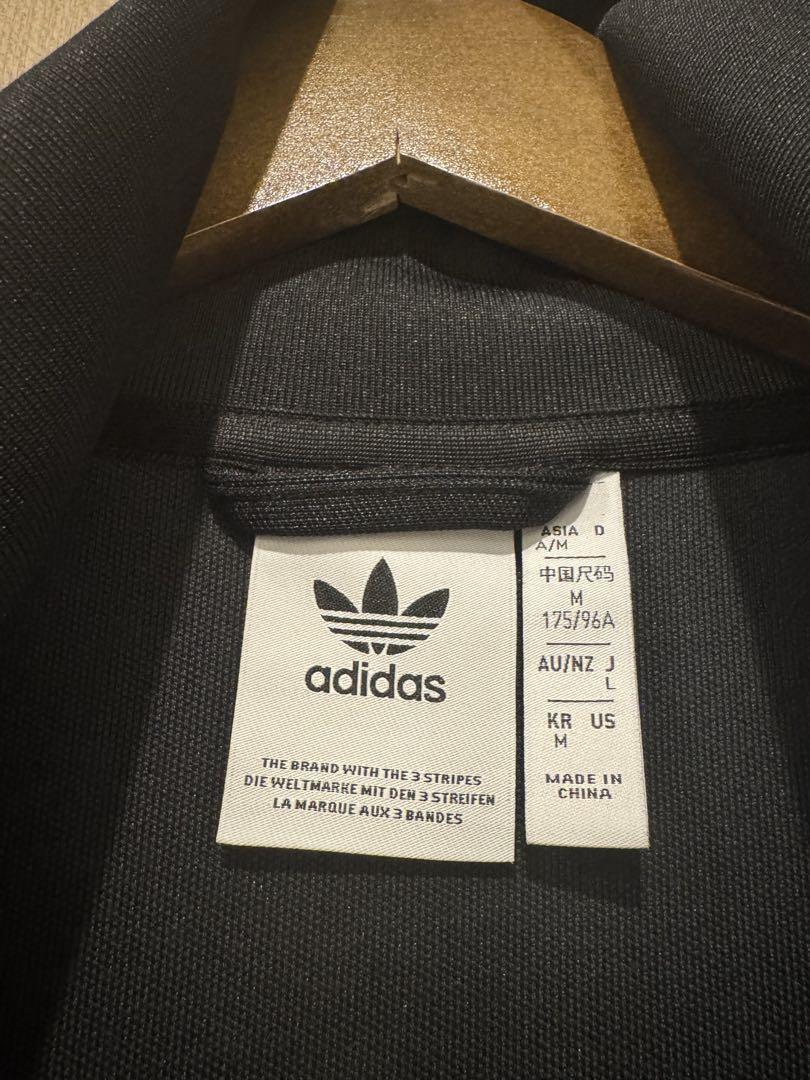 adidas
THE BRAND WITH THE 3 STRIPES
DIE WELTMARKE MIT DEN 3 STREIFEN
LA MARQUE AUX 3 BANDES
ASIA D
A/M
中国尺码
M
175/96A
AU/NZ J
L
KR US
M
MADE IN
CHINA